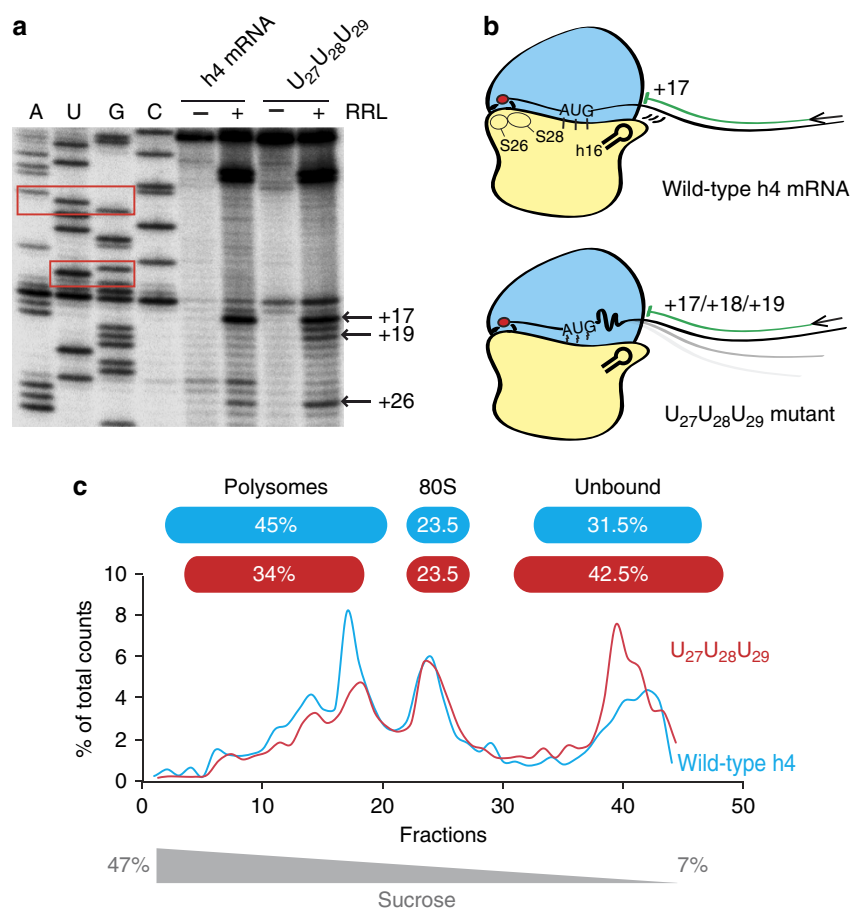 a
h4 mRNA
U27U28U29
A U G C − + − + RRL
+17
+19
+26
b
+17
AUG
S26
S28
h16
Wild-type h4 mRNA
+17/+18/+19
AUG
U27U28U29 mutant
c
Polysomes 80S Unbound
45% 23.5 31.5%
34% 23.5 42.5%
% of total counts
10
8
6
4
2
0
U27U28U29
Wild-type h4
0 10 20 30 40 50
Fractions
47% 7%
Sucrose